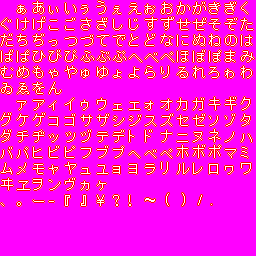 ぁあぃいぅうぇえぉおかがきぎく
ぐけげこごさざしじすずせぜそぞた
だちぢっつづてでとどなにぬねのは
ばぱひびぴふぶぷへべぺほぼぽまみ
むめもゃやゅゆょよらりるれろゎわ
ゐゑをん
ァアィイゥウェエォオカガキギク
グケゲコゴサザシジスズセゼソゾタ
ダチヂッツヅテデトドナニヌネノハ
バパヒビピフブプヘベペホボポマミ
ムメモャヤュユョヨラリルレロヮワ
ヰヱヲンヴヵヶ
、。ー-『』¥?! ~ ( ) / .